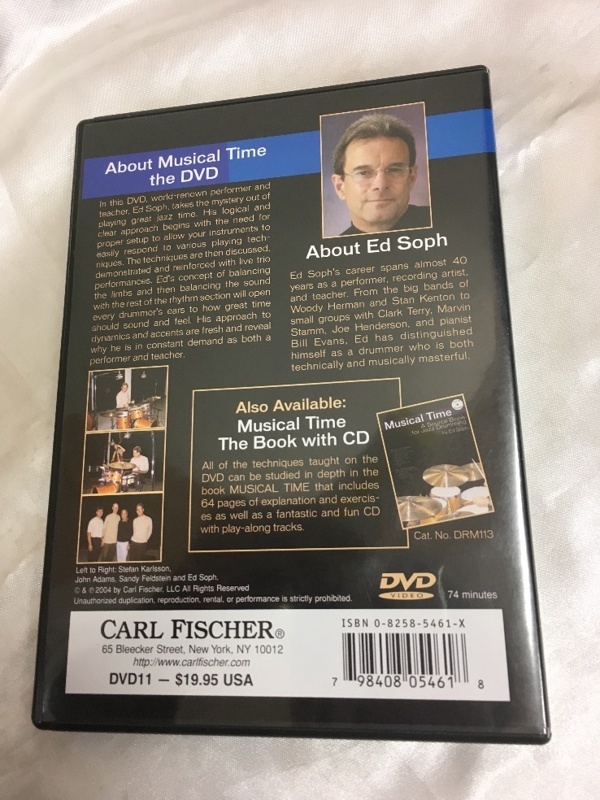 About Musical Time
the DVD
In this DVD, world-renown performer and
teacher, Ed Soph, takes the mystery out of
playing great jazz time. His logical and
clear approach begins with the need for
proper setup to allow your instruments to
easily respond to various playing tech-
niques. The techniques are then discussed,
demonstrated and reinforced with live trio
performances. Ed's concept of balancing
the limbs and then balancing the sound
with the rest of the rhythm section will open
every drummer's ears to how great time
should sound and feel. His approach to
dynamics and accents are fresh and reveal
why he is in constant demand as both a
performer and teacher.
About Ed Soph
Ed Soph's career spans almost 40
years as a performer, recording artist,
and teacher. From the big bands of
Woody Herman and Stan Kenton to
small groups with Clark Terry, Marvin
Stamm, Joe Henderson, and pianist
Bill Evans, Ed has distinguished
himself as a drummer who is both
technically and musically masterful.
Also Available:
Musical Time
The Book with CD
All of the techniques taught on the
DVD can be studied in depth in the
book MUSICAL TIME that includes
64 pages of explanation and exercis-
es as well as a fantastic and fun CD
with play-along tracks.
Musical Time
A Source Book
for Jazz Drumming
by Ed Soph
Cat. No. DRM113
Left to Right: Stefan Karlsson,
John Adams, Sandy Feldstein and Ed Soph.
© & ℗ 2004 by Carl Fischer, LLC All Rights Reserved
Unauthorized duplication, reproduction, rental, or performance is strictly prohibited.
DVD
VIDEO
74 minutes
CARL FISCHER®
65 Bleecker Street, New York, NY 10012
http://www.carlfischer.com
DVD11 — $19.95 USA
ISBN 0-8258-5461-X
7 98408 05461 8